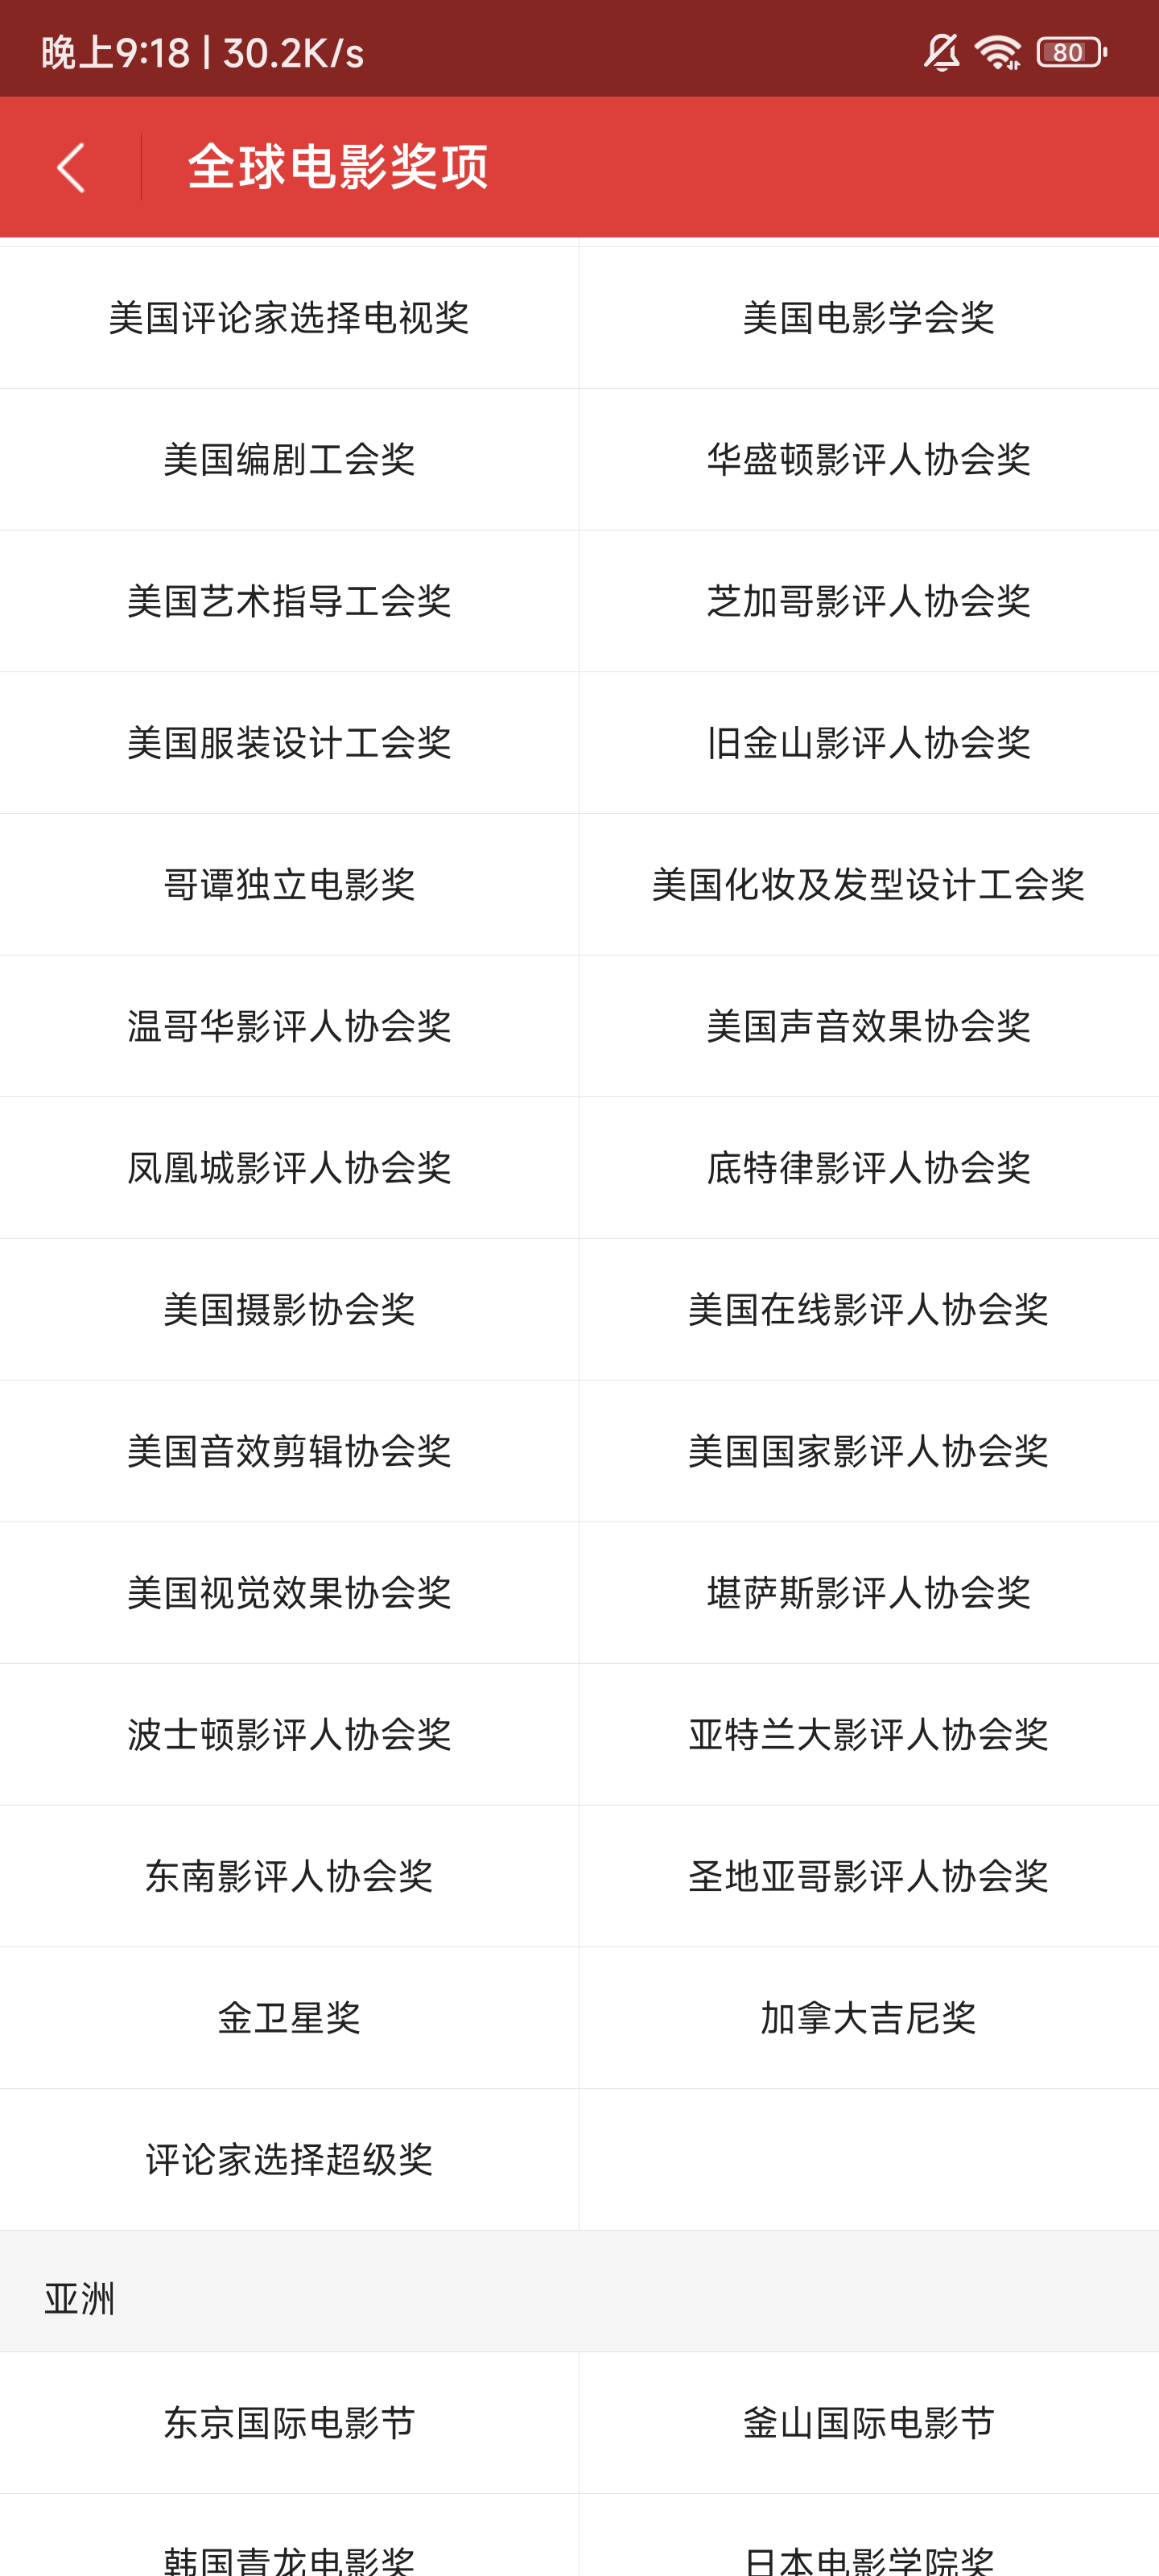 晚上9:18 | 30.2K/s
80
全球电影奖项
美国评论家选择电视奖
美国电影学会奖
美国编剧工会奖
华盛顿影评人协会奖
美国艺术指导工会奖
芝加哥影评人协会奖
美国服装设计工会奖
旧金山影评人协会奖
哥谭独立电影奖
美国化妆及发型设计工会奖
温哥华影评人协会奖
美国声音效果协会奖
凤凰城影评人协会奖
底特律影评人协会奖
美国摄影协会奖
美国在线影评人协会奖
美国音效剪辑协会奖
美国国家影评人协会奖
美国视觉效果协会奖
堪萨斯影评人协会奖
波士顿影评人协会奖
亚特兰大影评人协会奖
东南影评人协会奖
圣地亚哥影评人协会奖
金卫星奖
加拿大吉尼奖
评论家选择超级奖
亚洲
东京国际电影节
釜山国际电影节
韩国青龙电影奖
日本电影学院奖